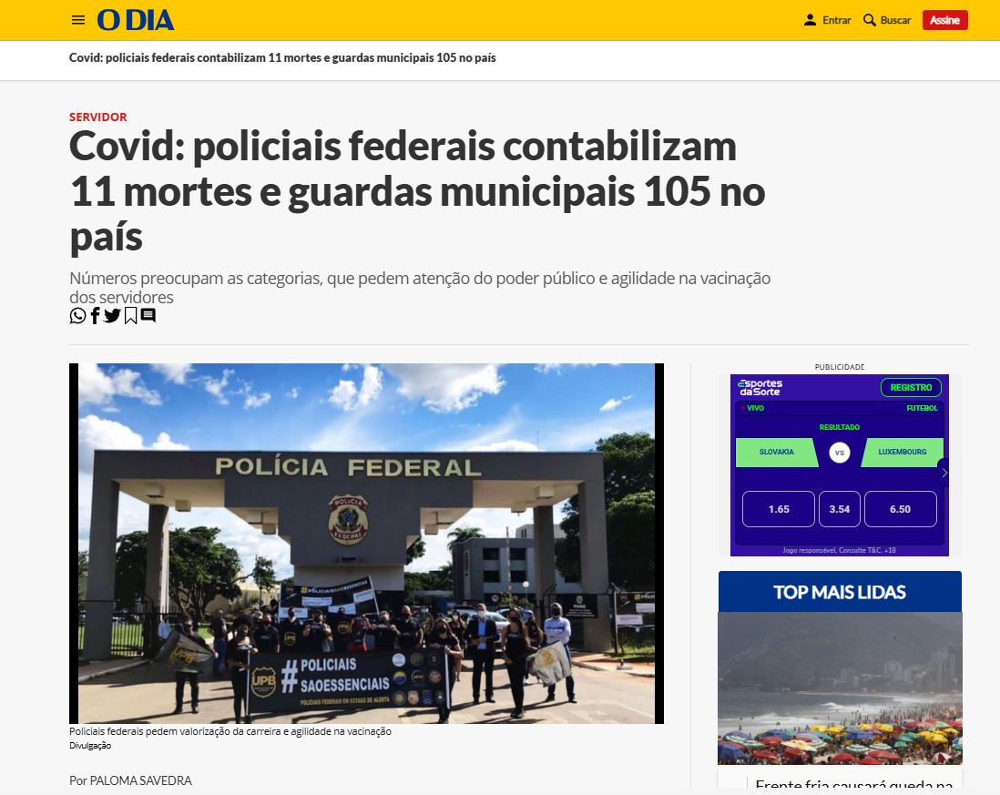 O DIA
Entrar
Buscar
Assine
Covid: policiais federais contabilizam 11 mortes e guardas municipais 105 no país
SERVIDOR
Covid: policiais federais contabilizam
11 mortes e guardas municipais 105 no
país
Números preocupam as categorias, que pedem atenção do poder público e agilidade na vacinação
dos servidores
POLÍCIA FEDERAL
POLÍCIA
FEDERAL
#POLICIAISSAOESSENCIAIS
PARE
UPB
UPB
#POLICIAIS
SAOESSENCIAIS
POLICIAIS FEDERAIS EM ESTADO DE ALERTA
Policiais federais pedem valorização da carreira e agilidade na vacinação
Divulgação
Por PALOMA SAVEDRA
PUBLICIDADE
Esportes
da Sorte
REGISTRO
VIVO
FUTEBOL
RESULTADO
SLOVAKIA
VS
LUXEMBOURG
1.65
3.54
6.50
Jogo responsável. Consulte T&C. +18
TOP MAIS LIDAS
Frente fria causará queda na